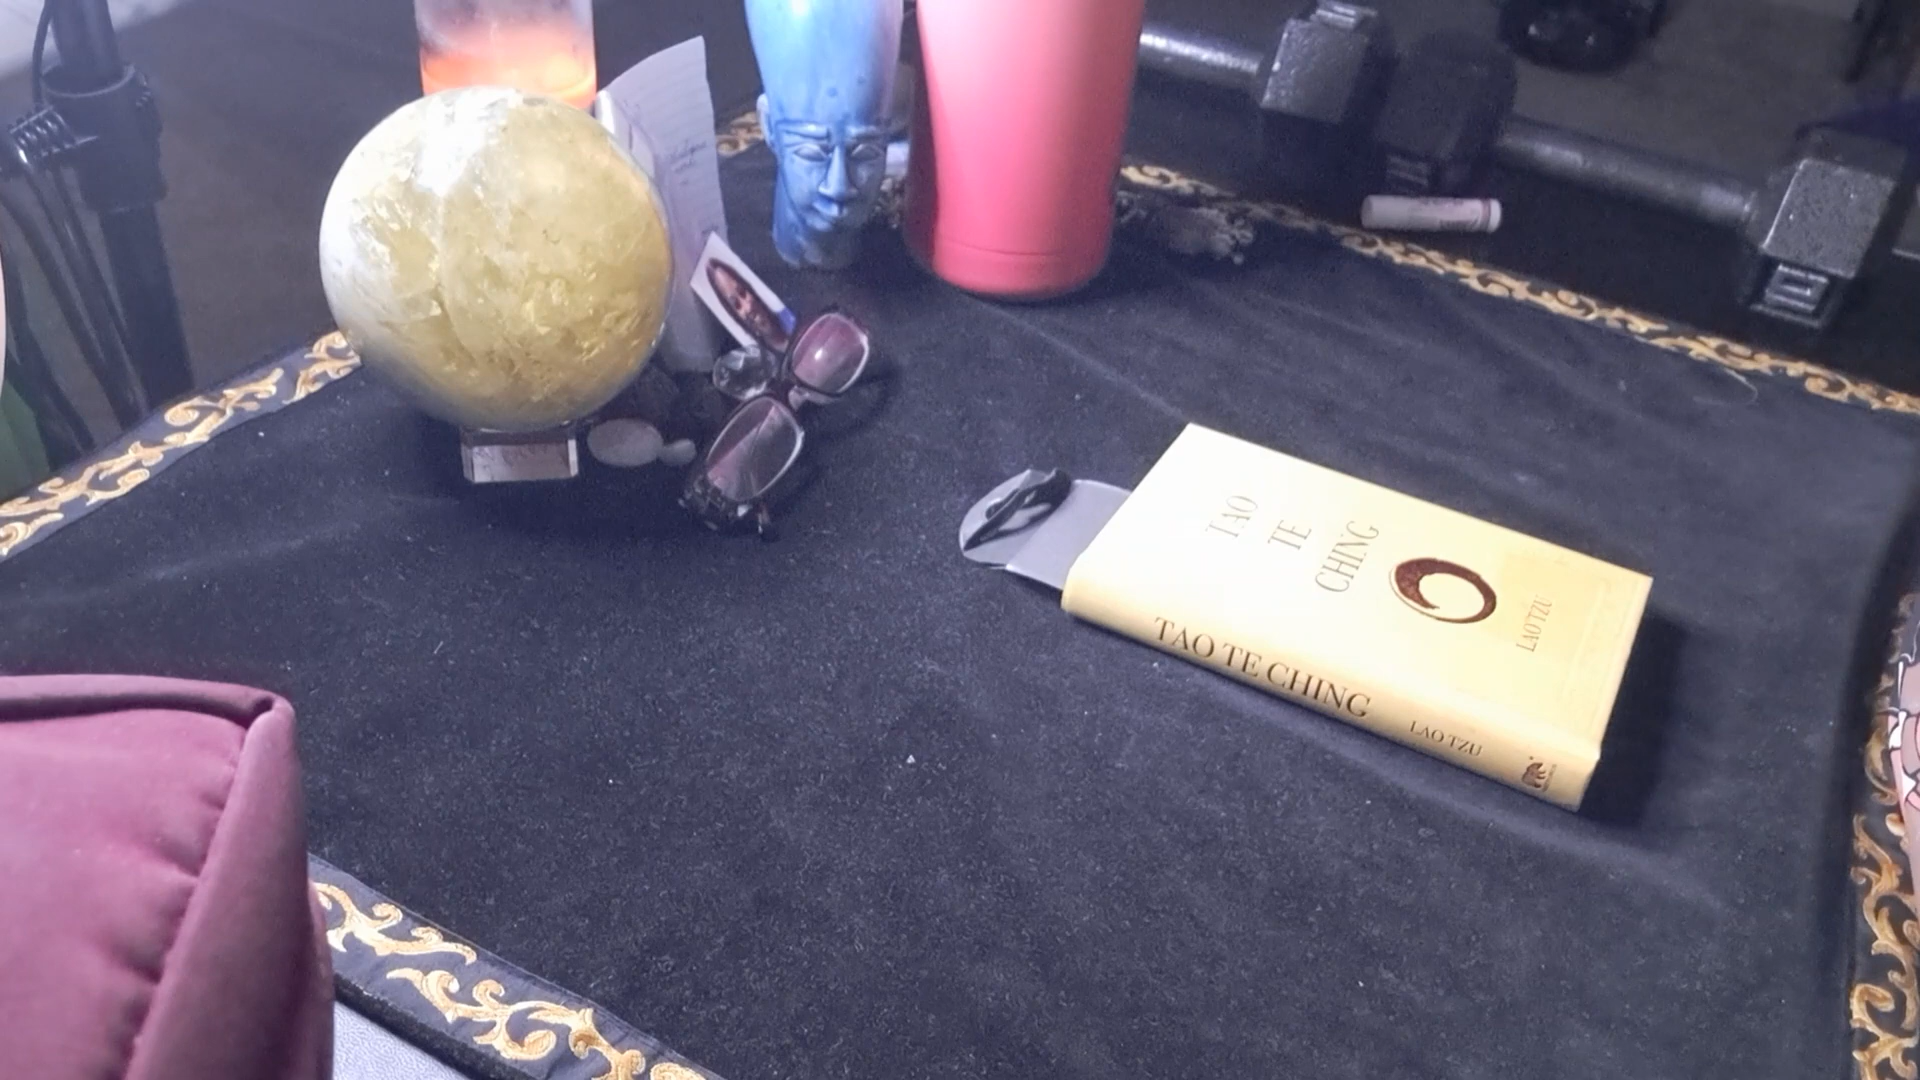 TAO
TE
CHING
LAO TZU
TAO TE CHING
LAO TZU